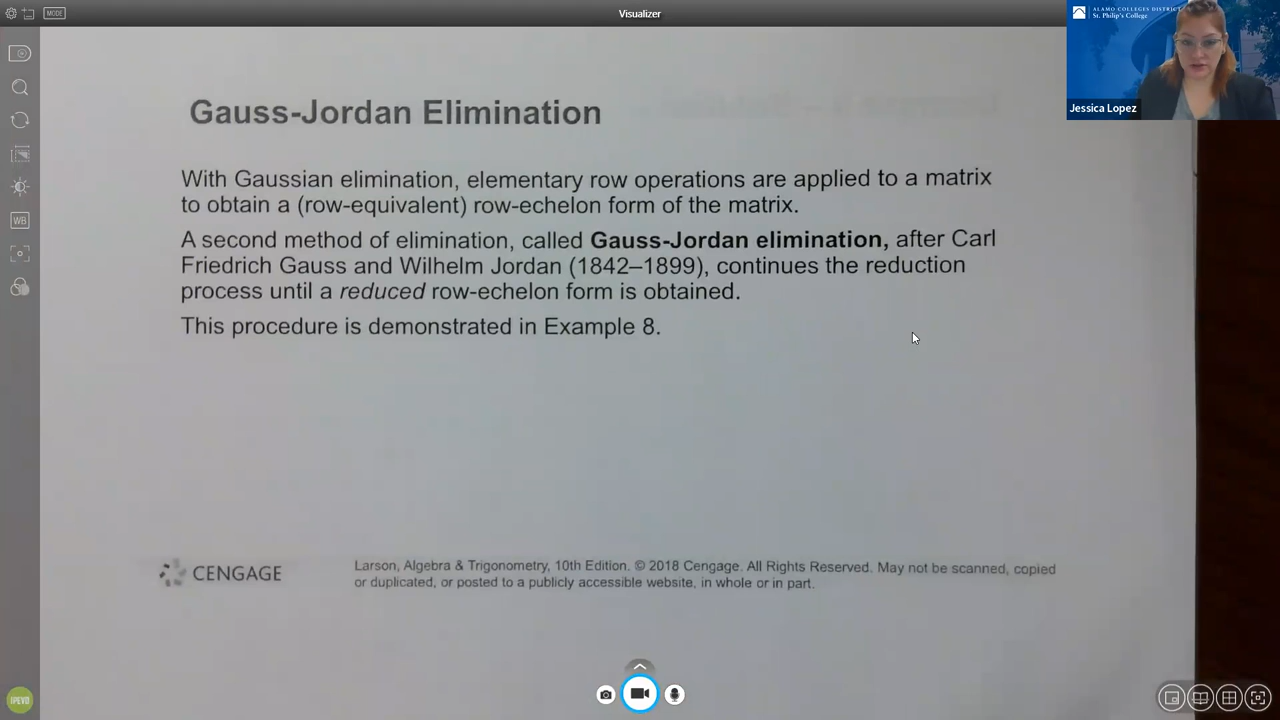 MODE
Visualizer
ALAMO COLLEGES DISTRICT
St. Philip's College
Jessica Lopez
WB
Gauss-Jordan Elimination
With Gaussian elimination, elementary row operations are applied to a matrix
to obtain a (row-equivalent) row-echelon form of the matrix.
A second method of elimination, called Gauss-Jordan elimination, after Carl
Friedrich Gauss and Wilhelm Jordan (1842–1899), continues the reduction
process until a reduced row-echelon form is obtained.
This procedure is demonstrated in Example 8.
CENGAGE
Larson, Algebra & Trigonometry, 10th Edition. © 2018 Cengage. All Rights Reserved. May not be scanned, copied
or duplicated, or posted to a publicly accessible website, in whole or in part.
IPEVO